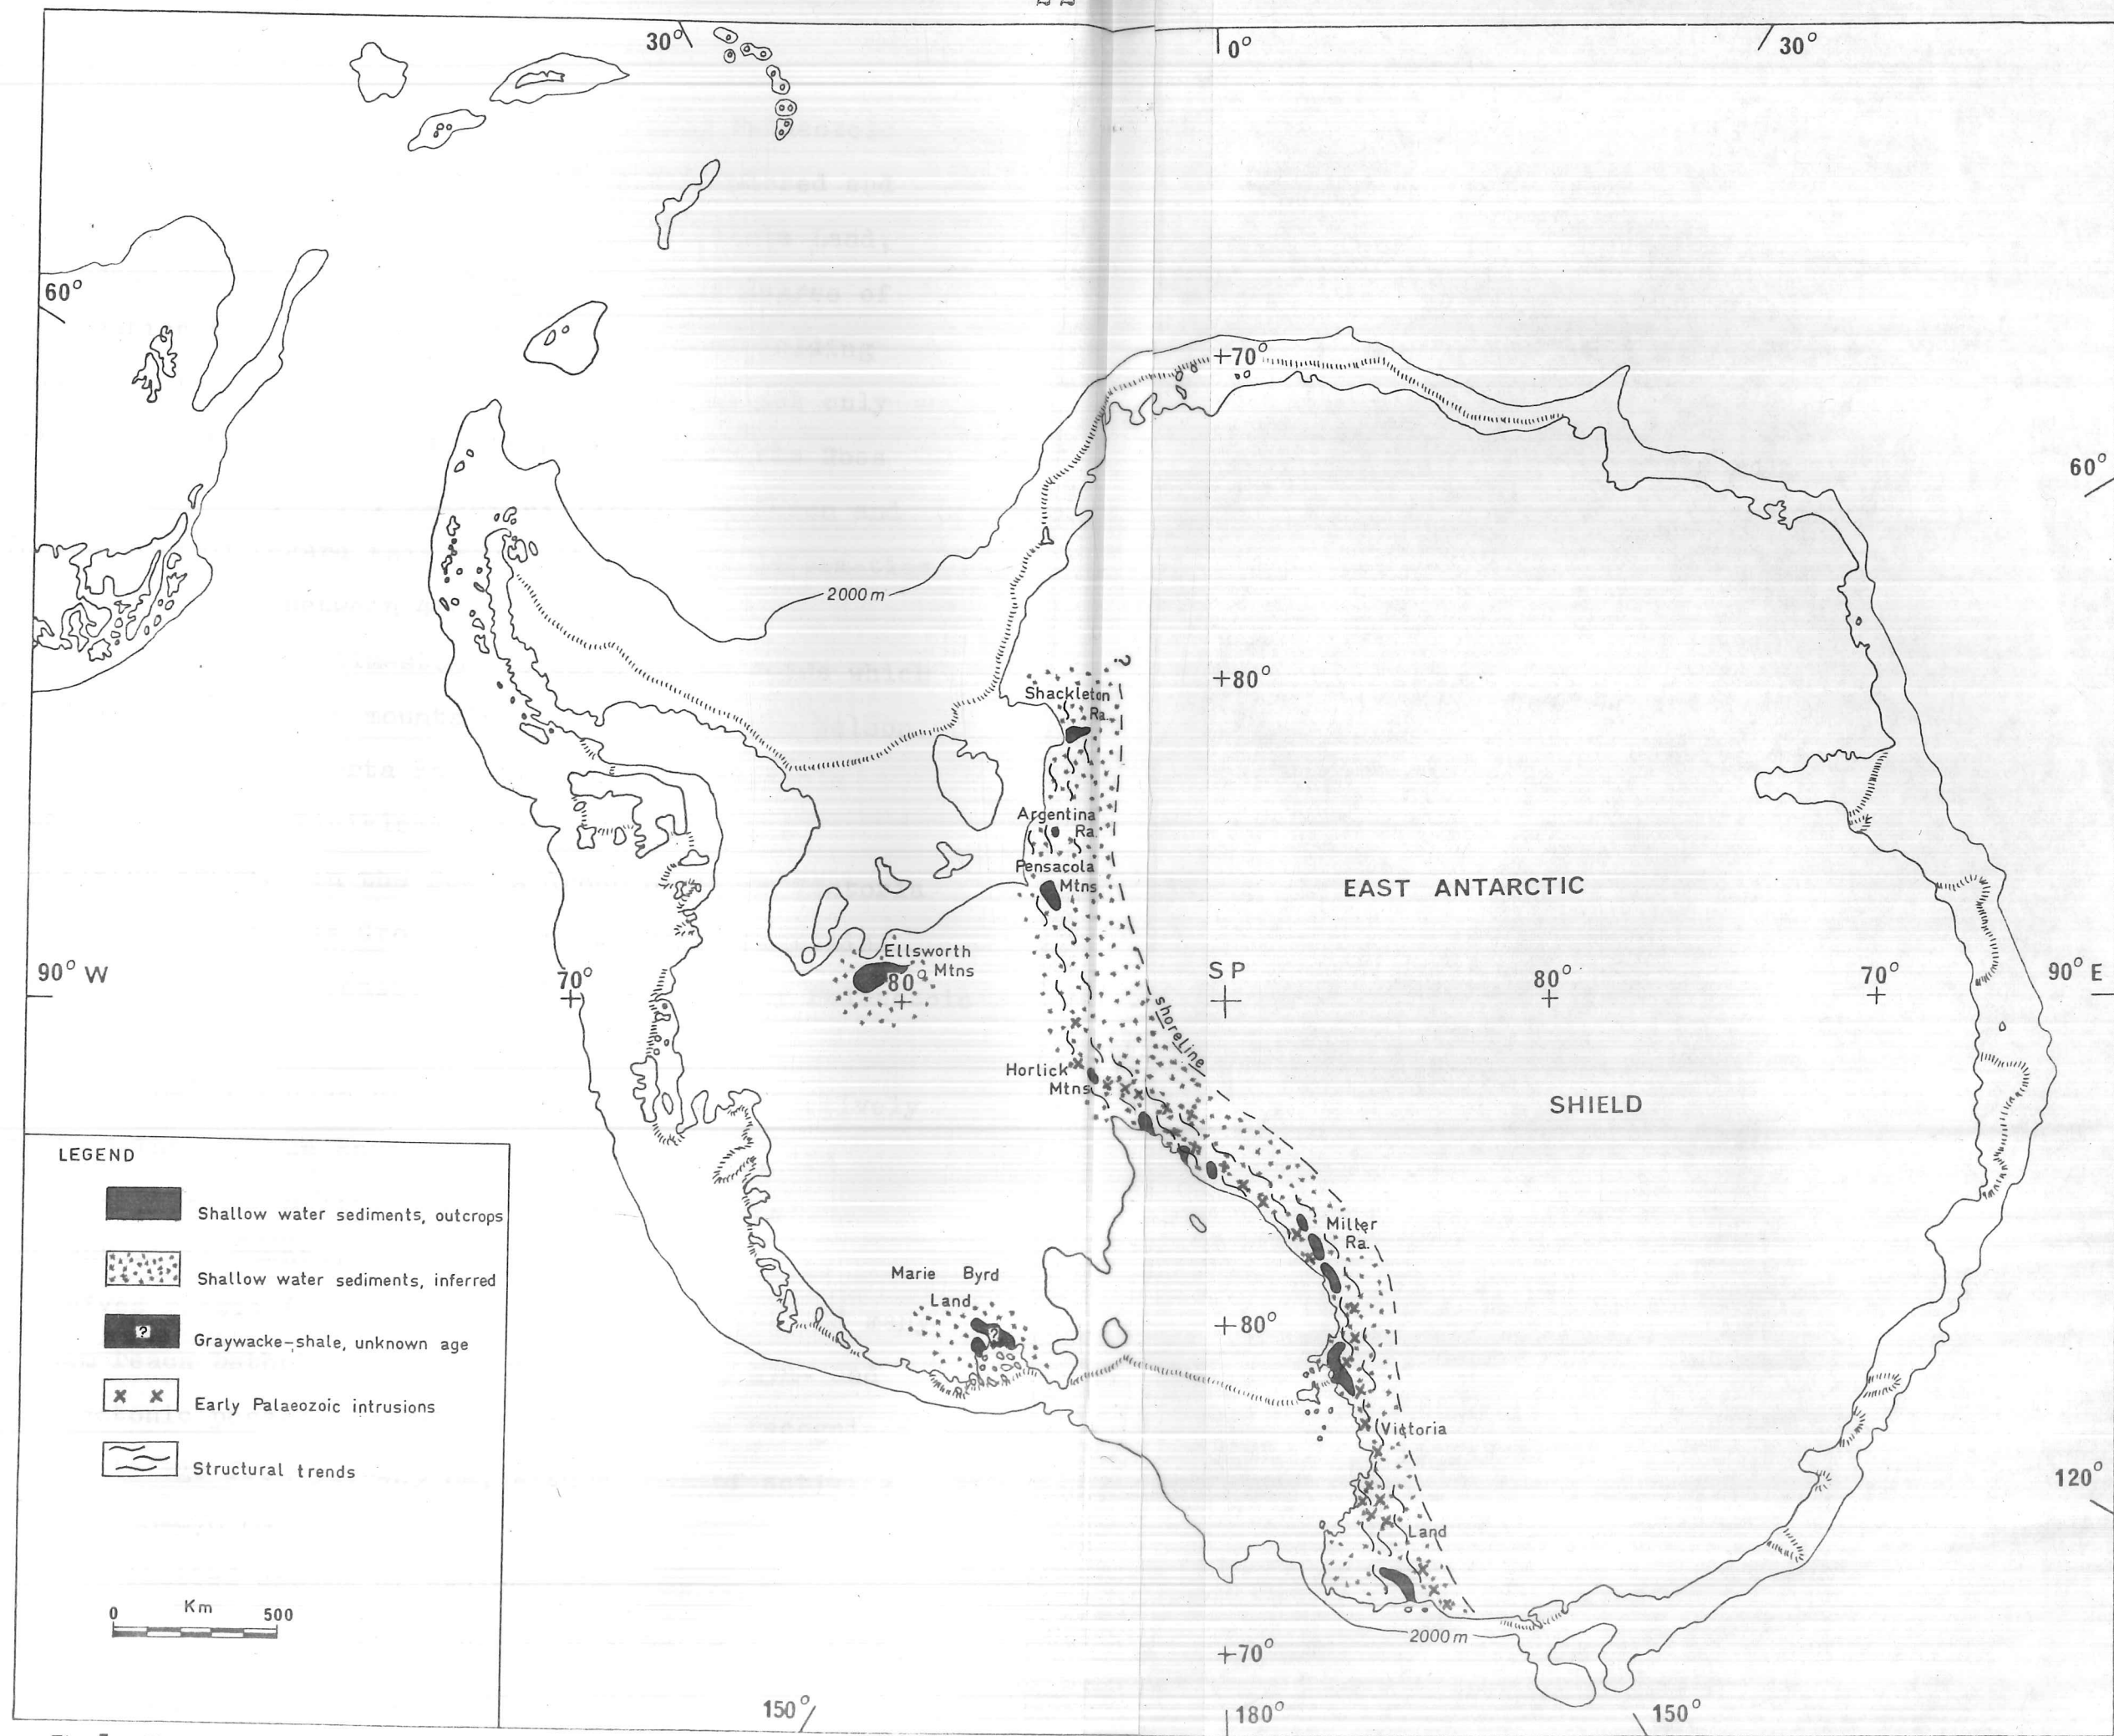 30°
0°
30°
60°
+70°
60°
2000 m
?
+80°
Shackleton
Ra.
Argentina
Ra.
Pensacola
Mtns
EAST ANTARCTIC
Ellsworth
Mtns
90° W
70°
80°
S P
80°
70°
90° E
shoreline
Horlick
Mtns
SHIELD
LEGEND
Shallow water sediments, outcrops
Shallow water sediments, inferred
?
Graywacke-shale, unknown age
Early Palaeozoic intrusions
Structural trends
Km
0 500
Miller
Ra.
Marie Byrd
Land
?
+80°
Victoria
Land
120°
2000 m
+70°
150°
180°
150°